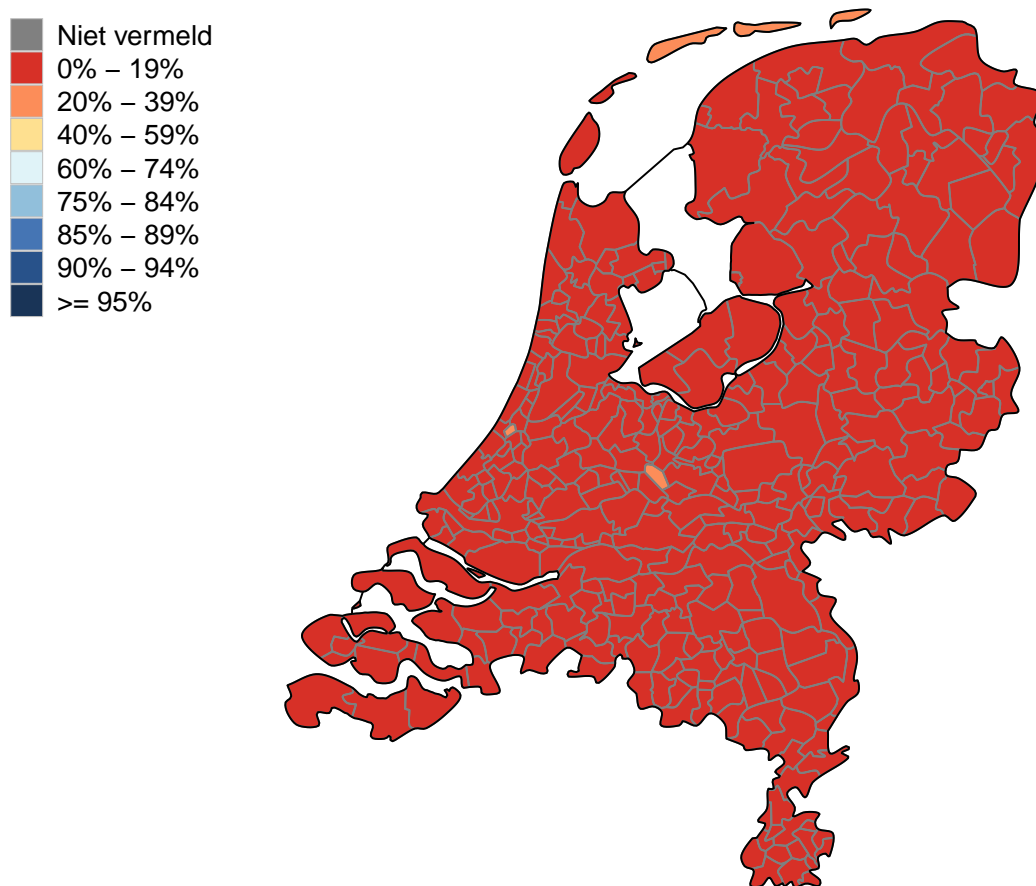 Niet vermeld
0% – 19%
20% – 39%
40% – 59%
60% – 74%
75% – 84%
85% – 89%
90% – 94%
>= 95%